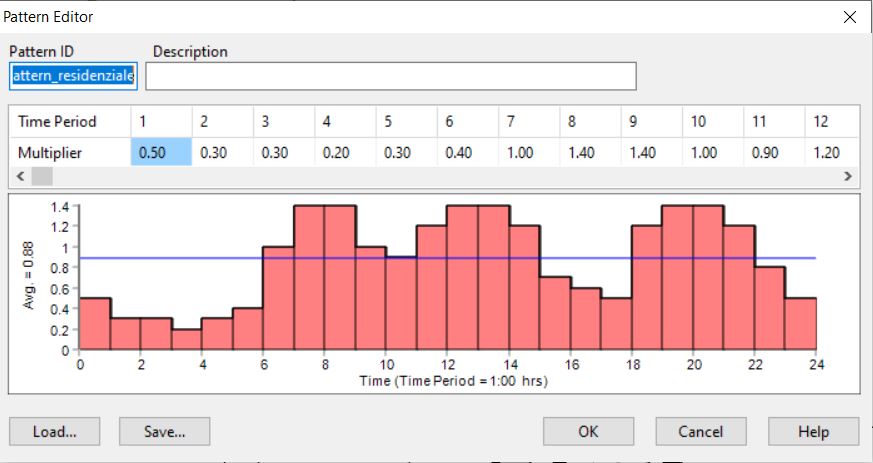 Pattern Editor
Pattern ID Description
attern_residenziale
Time Period 1 2 3 4 5 6 7 8 9 10 11 12
Multiplier 0.50 0.30 0.30 0.20 0.30 0.40 1.00 1.40 1.40 1.00 0.90 1.20
Avg. = 0.88
1.4
1.2
1
0.8
0.6
0.4
0.2
0
0 2 4 6 8 10 12 14 16 18 20 22 24
Time (Time Period = 1:00 hrs)
Load... Save... OK Cancel Help